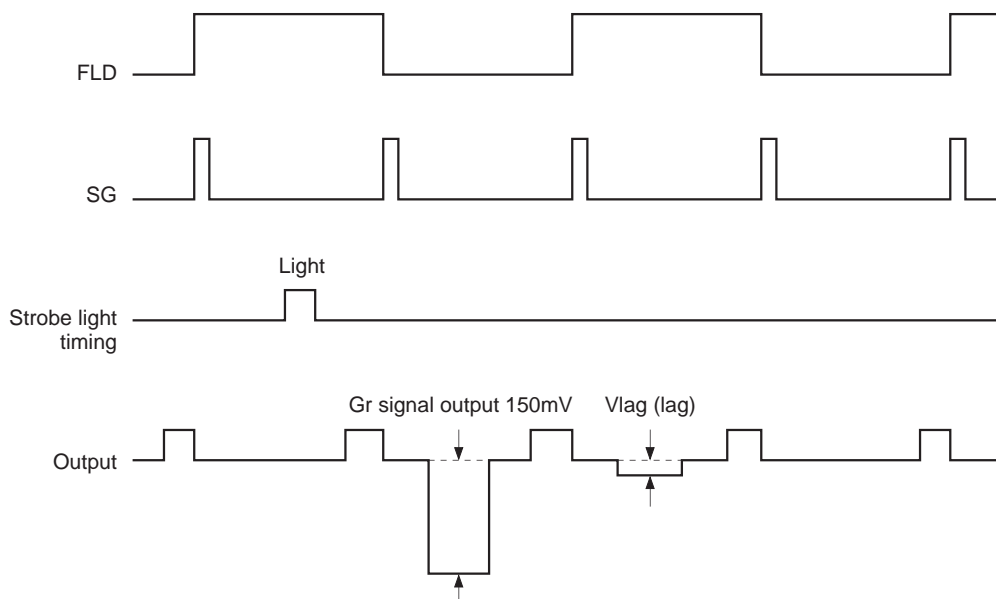 FLD
SG
Light
Strobe light
timing
Gr signal output 150mV
Vlag (lag)
Output